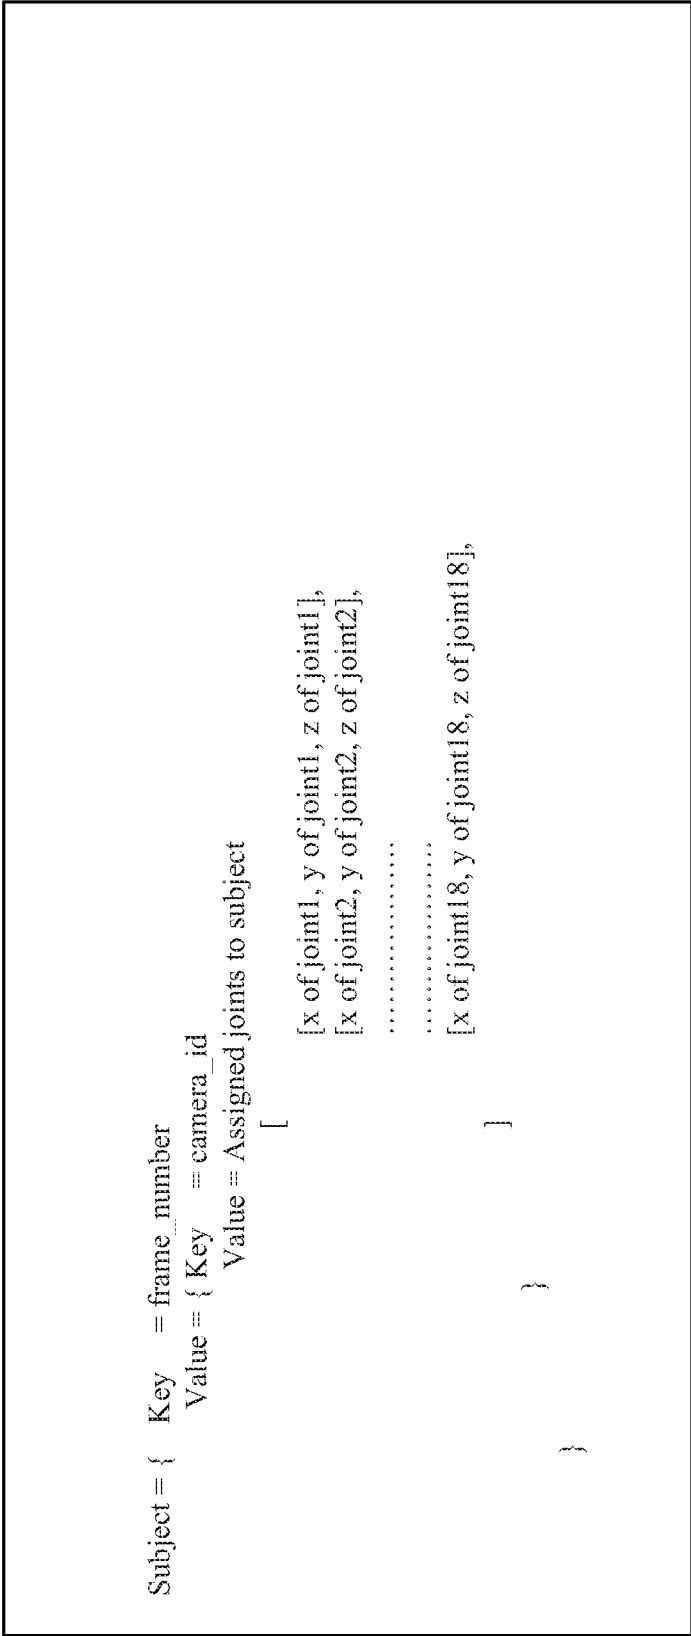 Subject = { Key = frame_number
Value = { Key = camera_id
Value = Assigned joints to subject
[
[x of joint1, y of joint1, z of joint1],
[x of joint2, y of joint2, z of joint2],
.....................
.....................
[x of joint18, y of joint18, z of joint18],
]
}
}